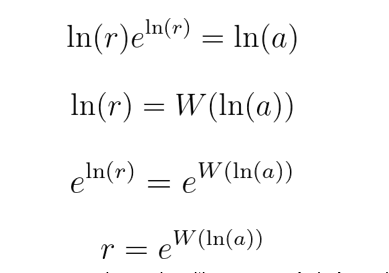 ln(r)e^{ln(r)} = ln(a)
ln(r) = W(ln(a))
e^{ln(r)} = e^{W(ln(a))}
r = e^{W(ln(a))}